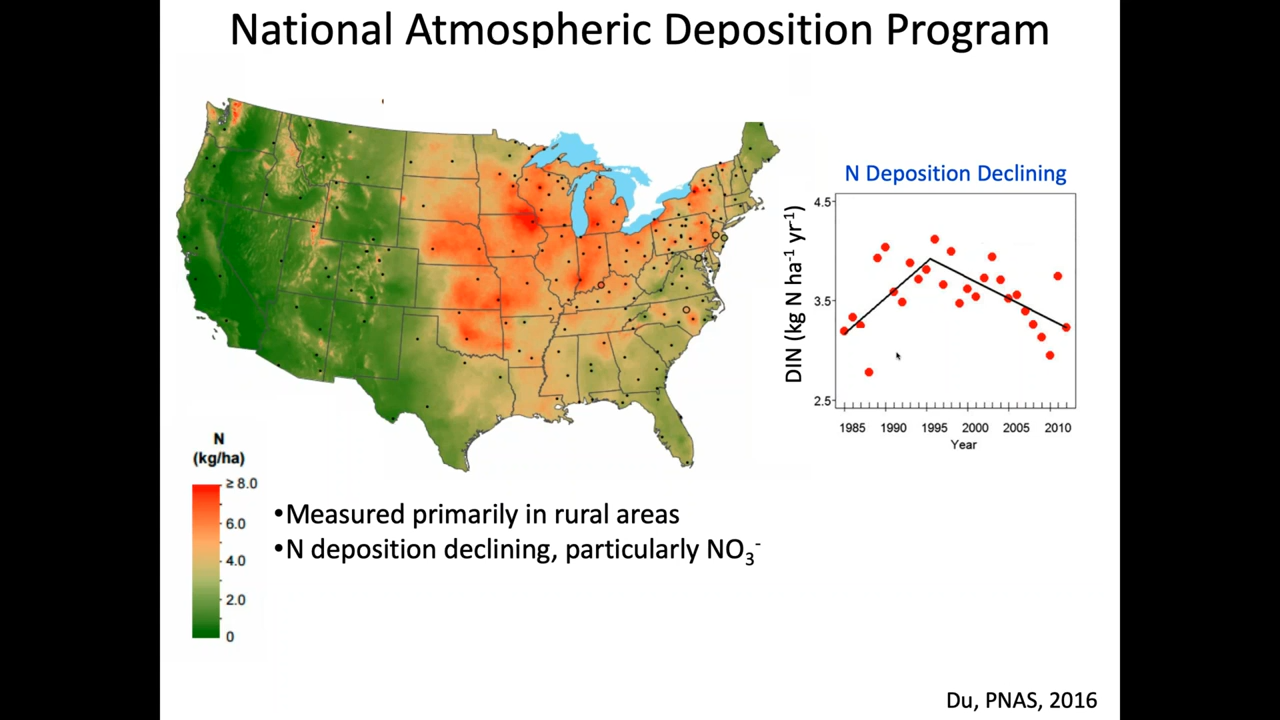 National Atmospheric Deposition Program
N Deposition Declining
DIN (kg N ha⁻¹ yr⁻¹)
4.5
3.5
2.5
1985 1990 1995 2000 2005 2010
Year
N
(kg/ha)
≥ 8.0
6.0
4.0
2.0
0
•Measured primarily in rural areas
•N deposition declining, particularly NO₃⁻
Du, PNAS, 2016